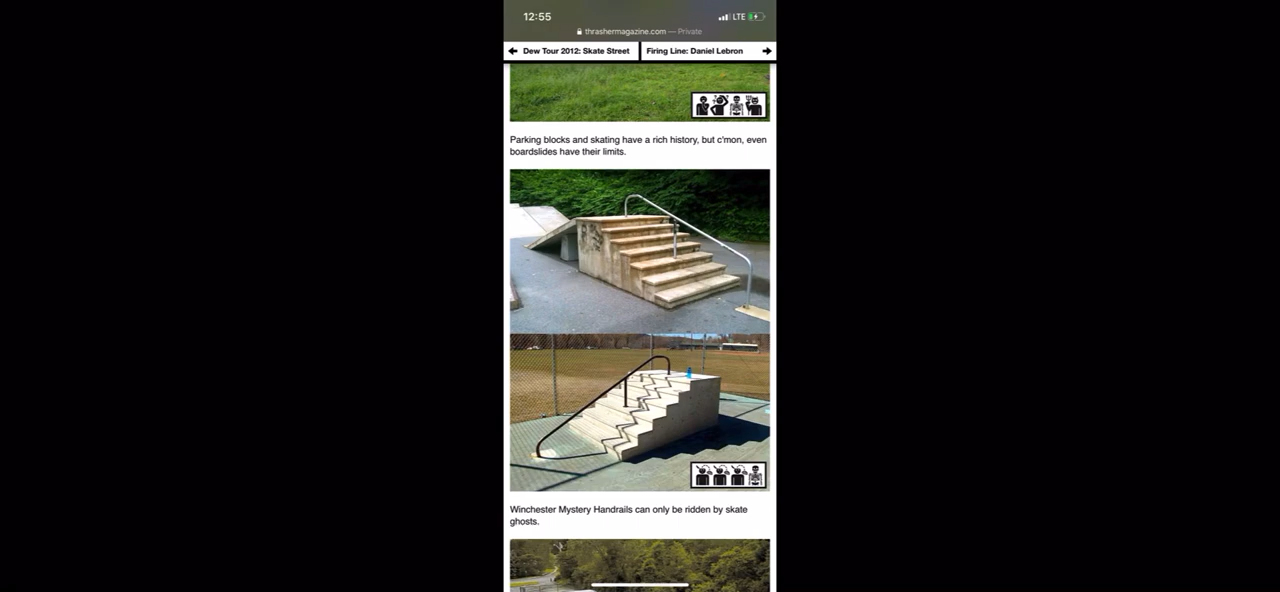 12:55
LTE
thrashermagazine.com — Private
Dew Tour 2012: Skate Street
Firing Line: Daniel Lebron
Parking blocks and skating have a rich history, but c'mon, even
boardslides have their limits.
Winchester Mystery Handrails can only be ridden by skate
ghosts.